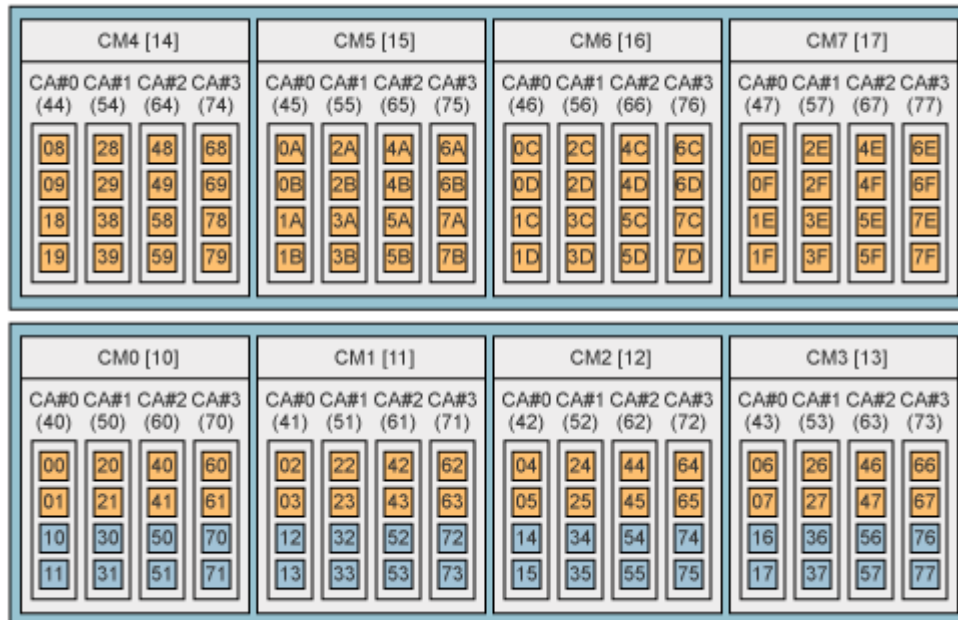 CM4 [14] CM5 [15] CM6 [16] CM7 [17]
CA#0 CA#1 CA#2 CA#3 CA#0 CA#1 CA#2 CA#3 CA#0 CA#1 CA#2 CA#3 CA#0 CA#1 CA#2 CA#3
(44) (54) (64) (74) (45) (55) (65) (75) (46) (56) (66) (76) (47) (57) (67) (77)
08 28 48 68 0A 2A 4A 6A 0C 2C 4C 6C 0E 2E 4E 6E
09 29 49 69 0B 2B 4B 6B 0D 2D 4D 6D 0F 2F 4F 6F
18 38 58 78 1A 3A 5A 7A 1C 3C 5C 7C 1E 3E 5E 7E
19 39 59 79 1B 3B 5B 7B 1D 3D 5D 7D 1F 3F 5F 7F
CM0 [10] CM1 [11] CM2 [12] CM3 [13]
CA#0 CA#1 CA#2 CA#3 CA#0 CA#1 CA#2 CA#3 CA#0 CA#1 CA#2 CA#3 CA#0 CA#1 CA#2 CA#3
(40) (50) (60) (70) (41) (51) (61) (71) (42) (52) (62) (72) (43) (53) (63) (73)
00 20 40 60 02 22 42 62 04 24 44 64 06 26 46 66
01 21 41 61 03 23 43 63 05 25 45 65 07 27 47 67
10 30 50 70 12 32 52 72 14 34 54 74 16 36 56 76
11 31 51 71 13 33 53 73 15 35 55 75 17 37 57 77